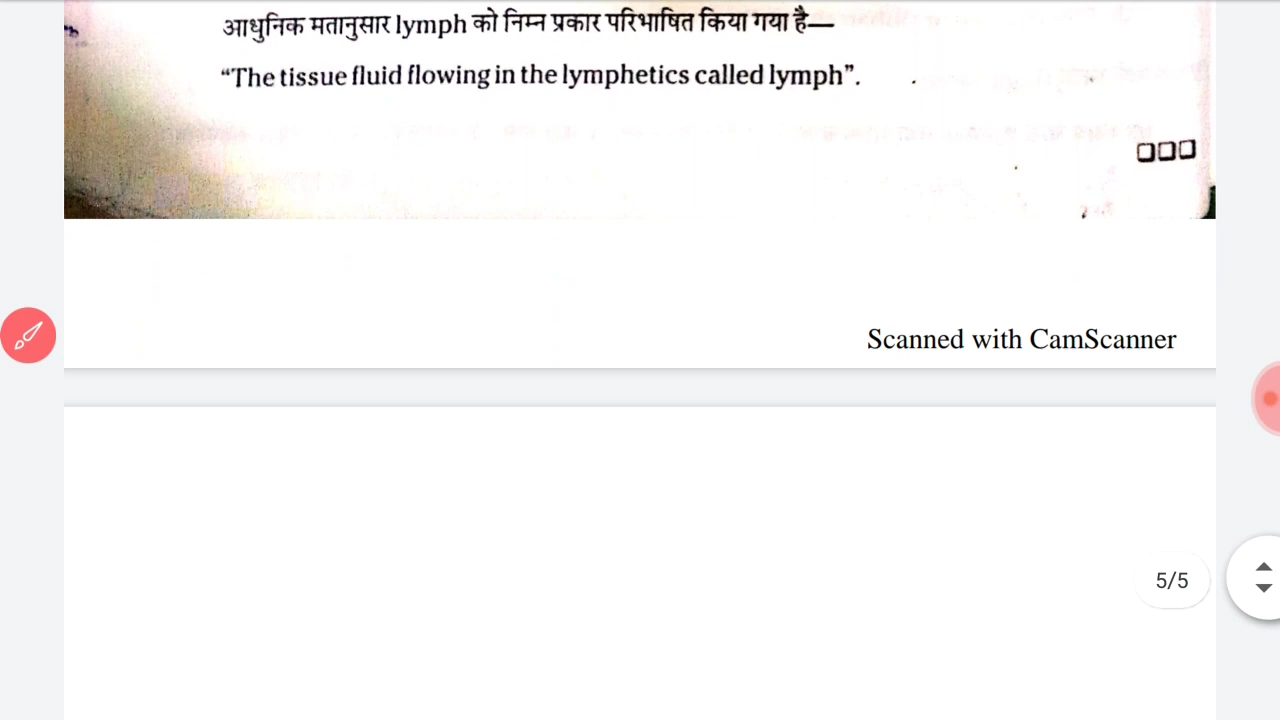 आधुनिक मतानुसार lymph को निम्न प्रकार परिभाषित किया गया है—
“The tissue fluid flowing in the lymphetics called lymph”.
Scanned with CamScanner
5/5